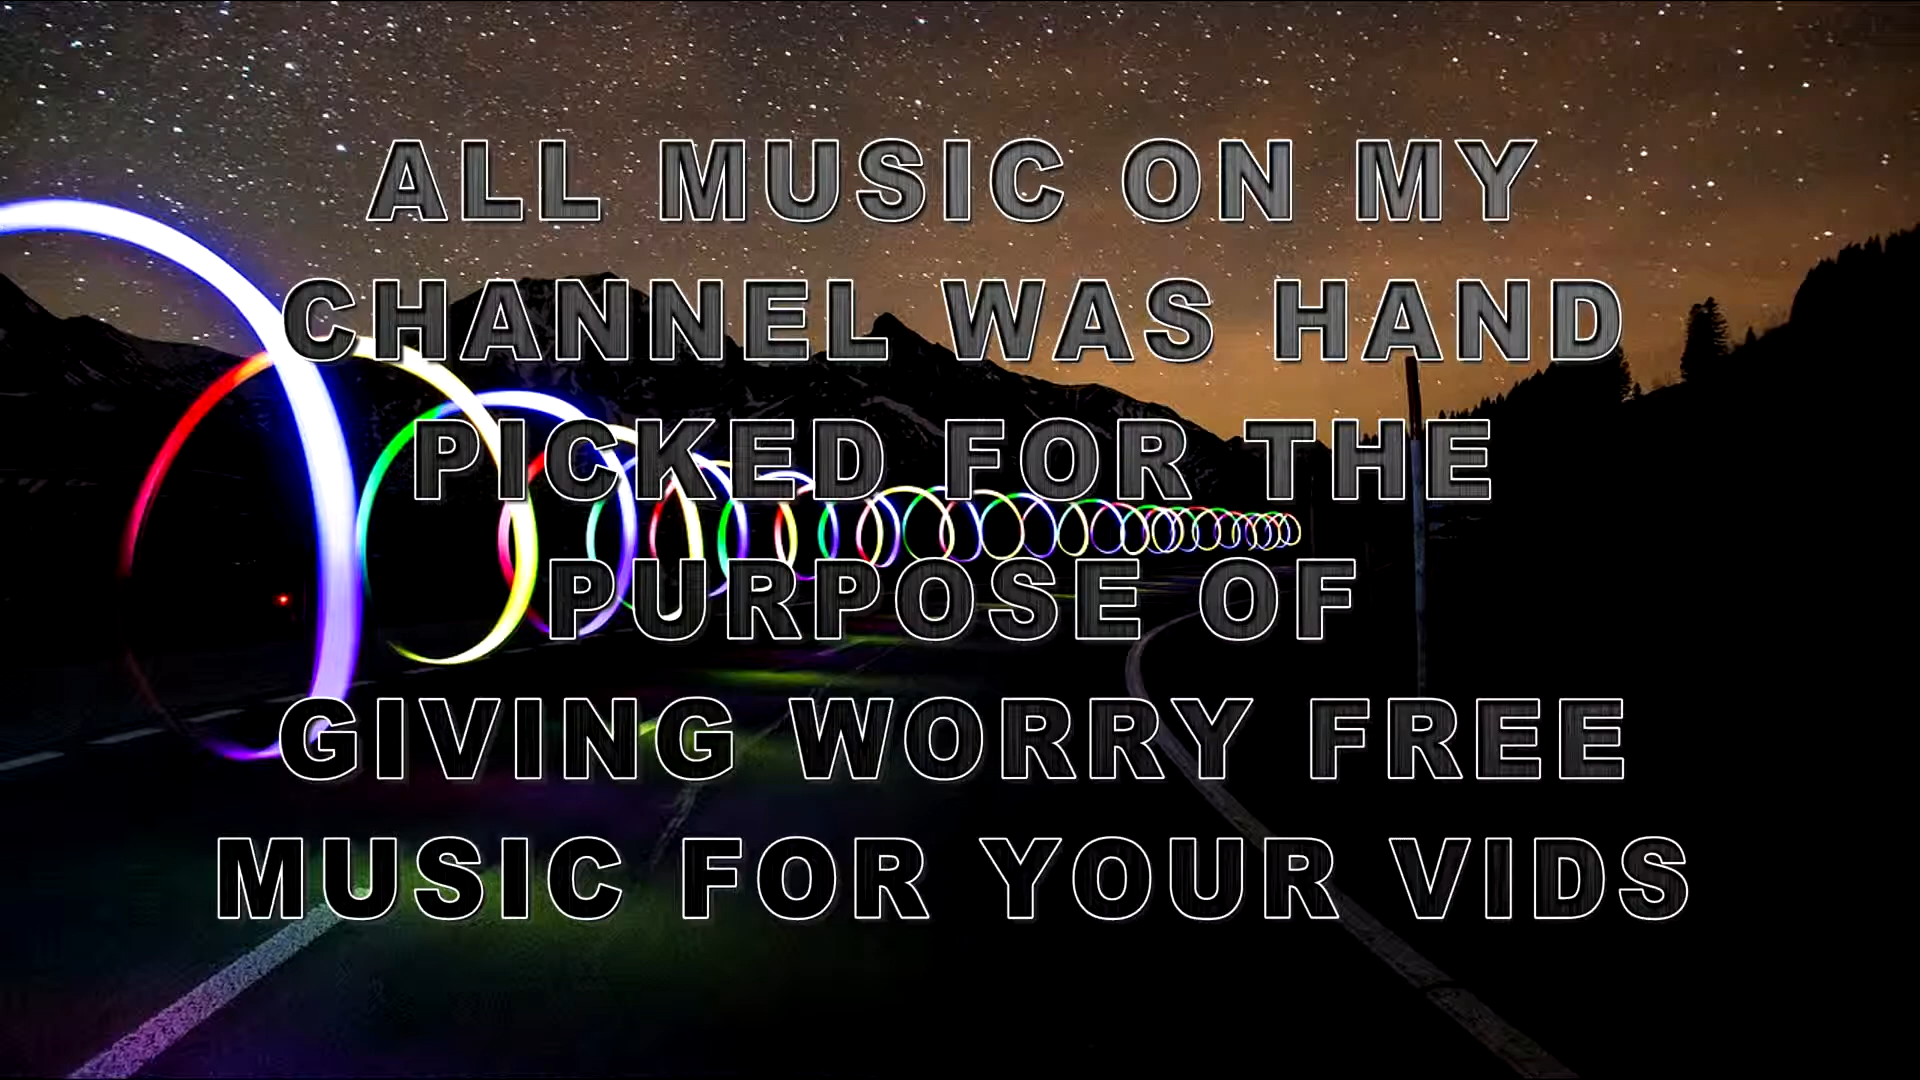 ALL MUSIC ON MY
CHANNEL WAS HAND
PICKED FOR THE
PURPOSE OF
GIVING WORRY FREE
MUSIC FOR YOUR VIDS